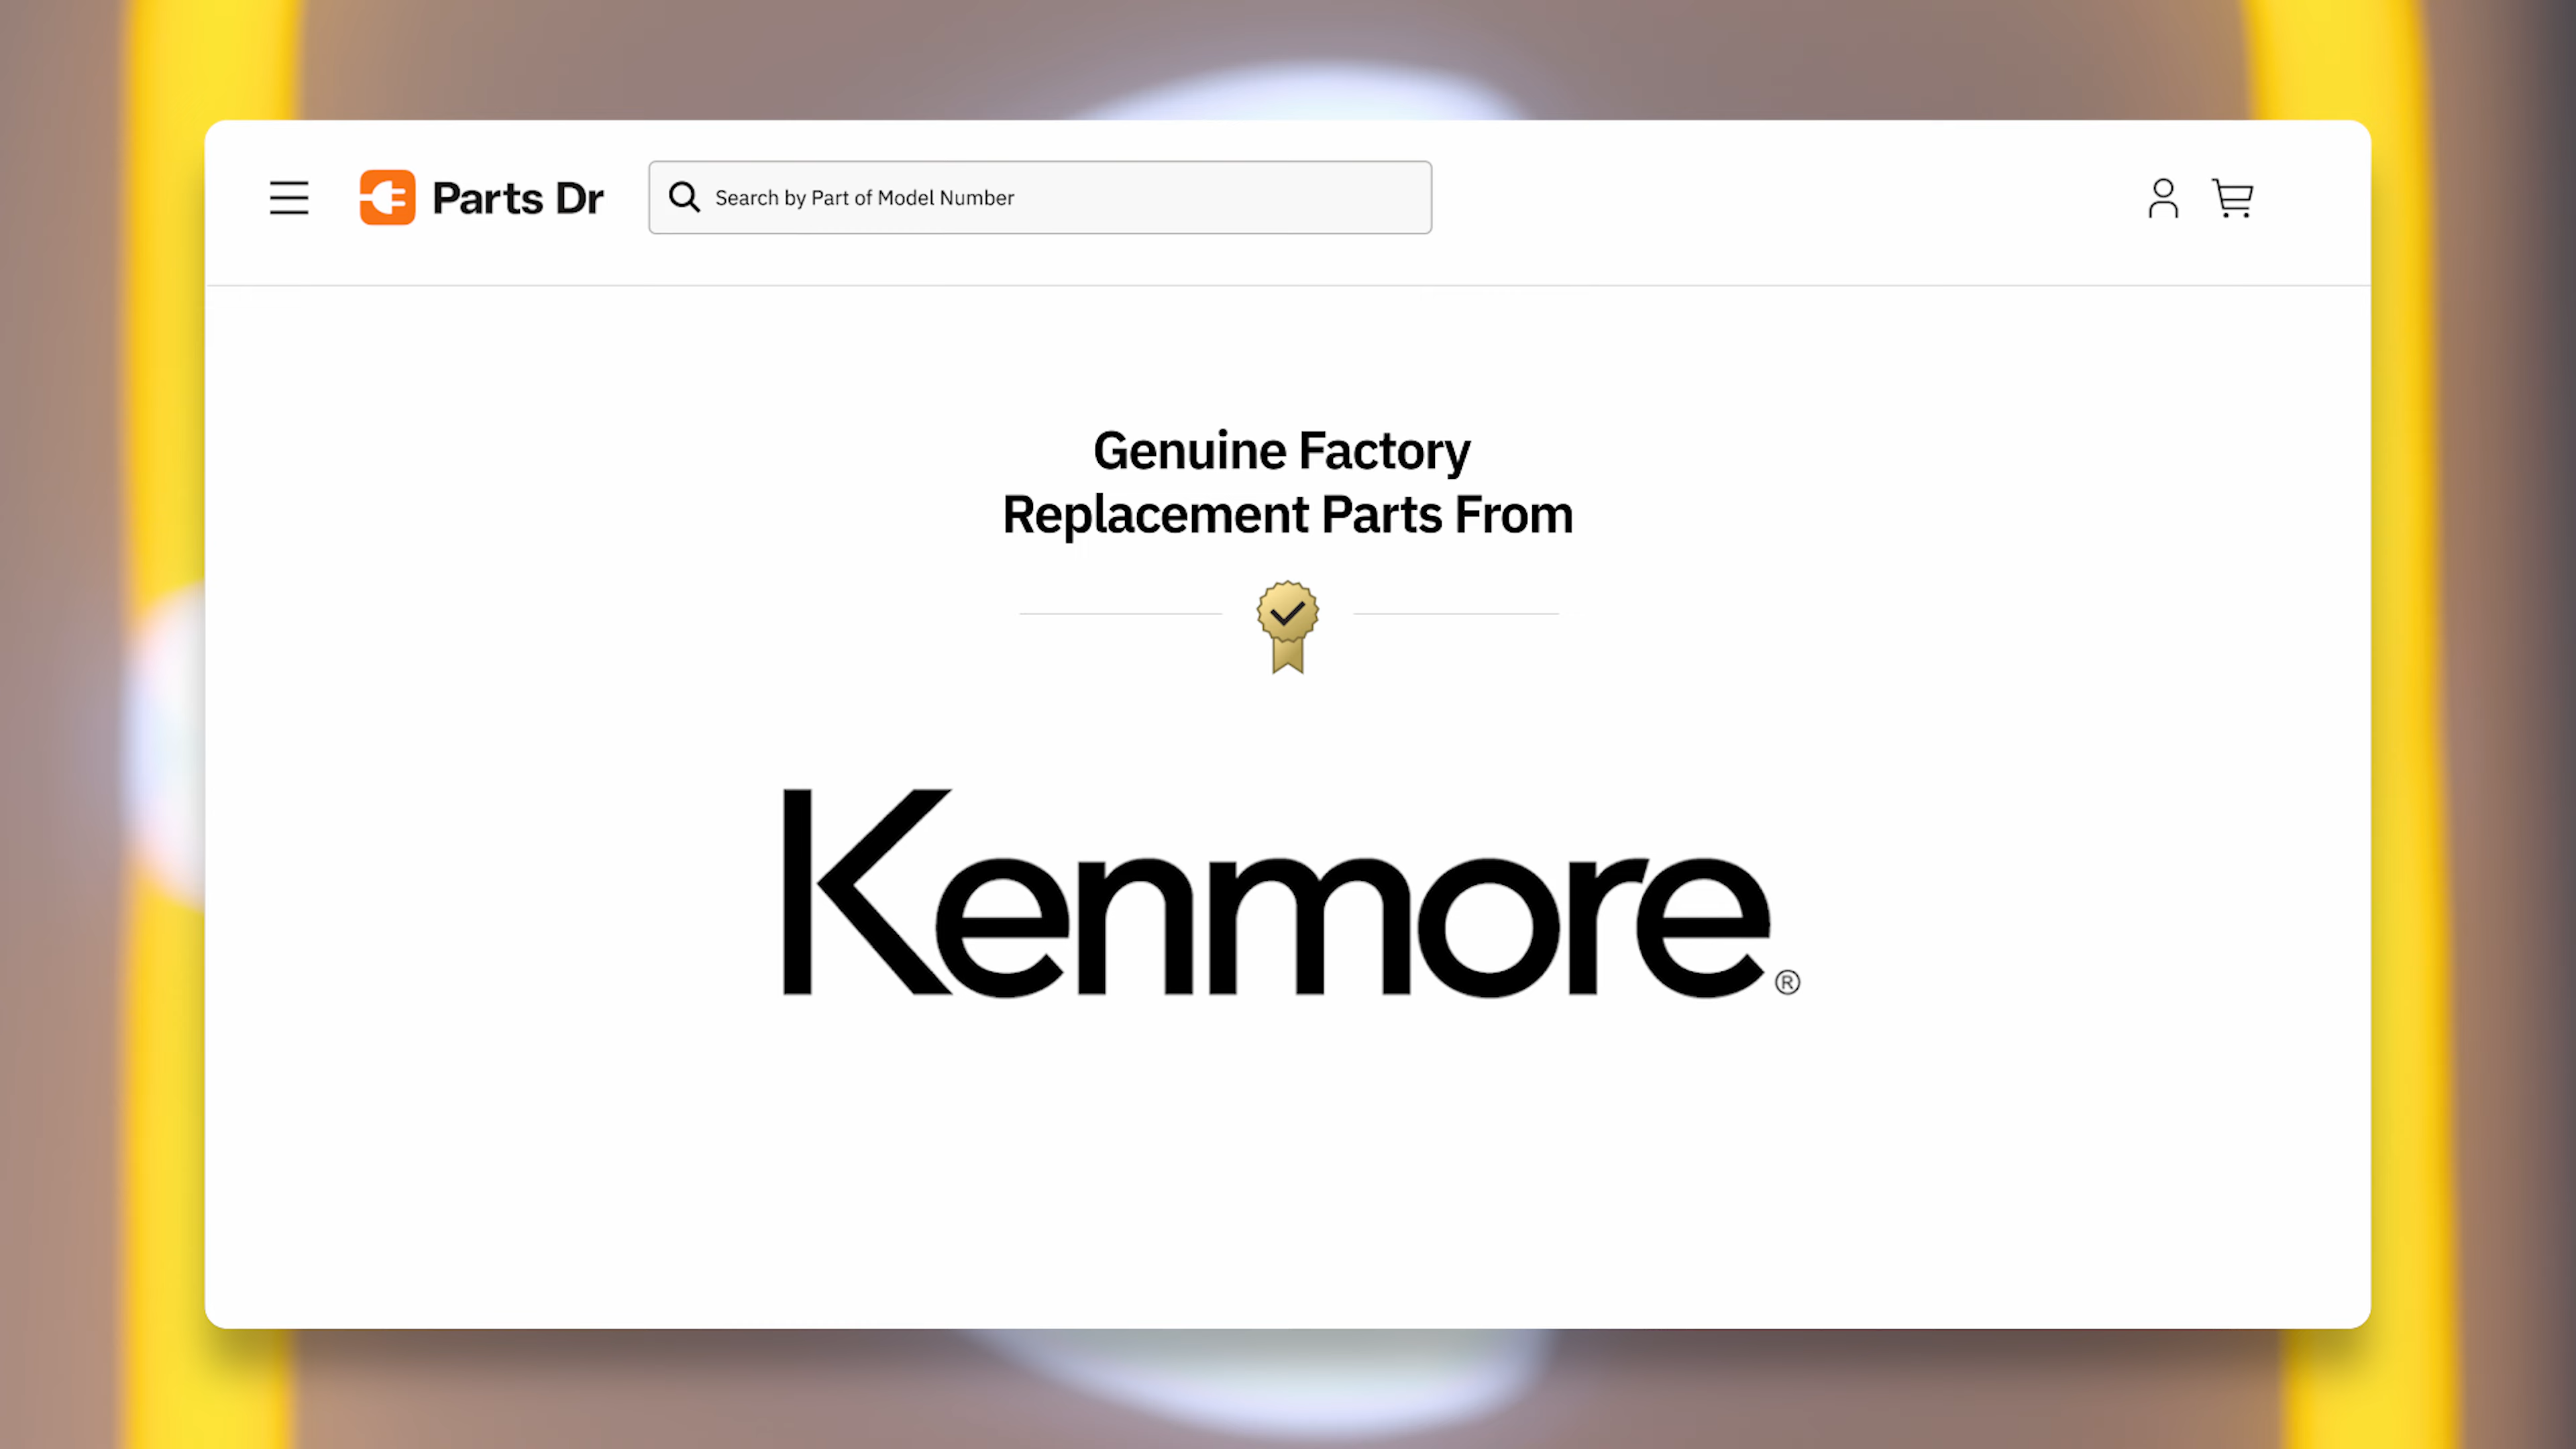 Parts Dr
Search by Part of Model Number
Genuine Factory
Replacement Parts From
Kenmore®